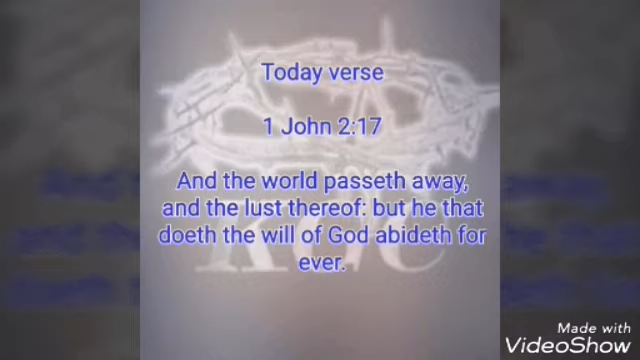 Today verse
1 John 2:17
And the world passeth away,
and the lust thereof: but he that
doeth the will of God abideth for
ever.
Made with
VideoShow